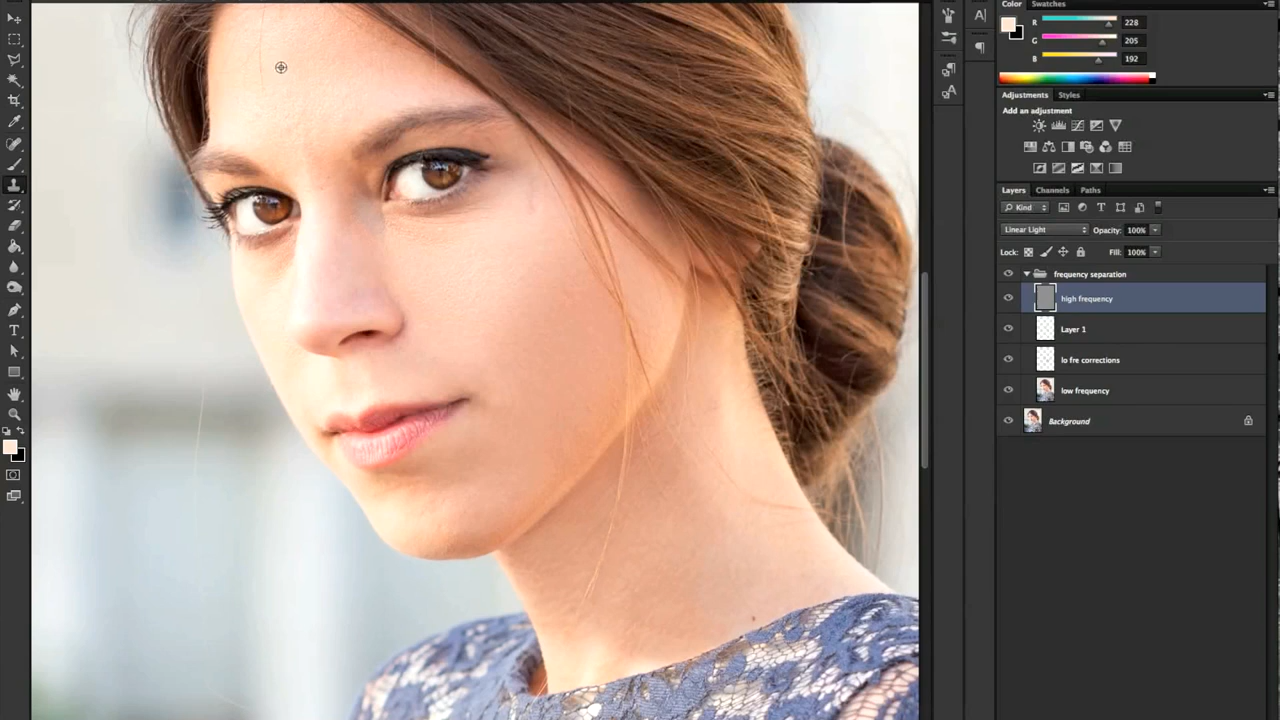 Color Swatches
R 228
G 205
B 192
Adjustments Styles
Add an adjustment
Layers Channels Paths
Kind
Linear Light Opacity: 100%
Lock: Fill: 100%
frequency separation
high frequency
Layer 1
lo fre corrections
low frequency
Background